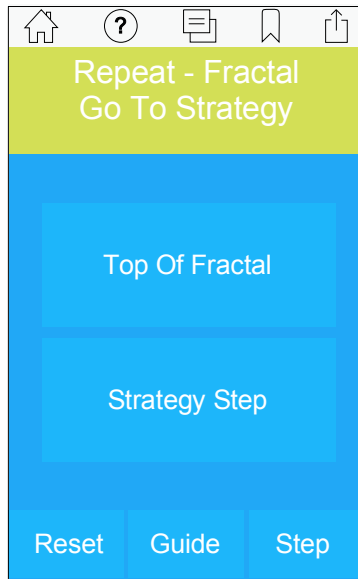 ?
Repeat - Fractal
Go To Strategy
Top Of Fractal
Strategy Step
Reset Guide Step